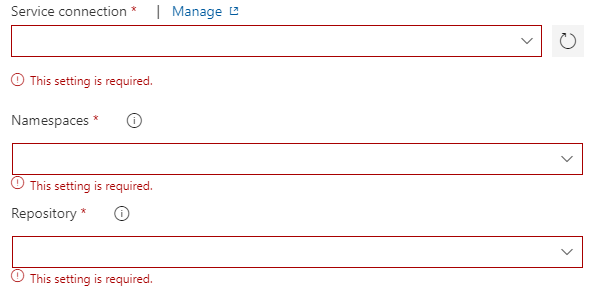 Service connection * | Manage
This setting is required.
Namespaces *
This setting is required.
Repository *
This setting is required.